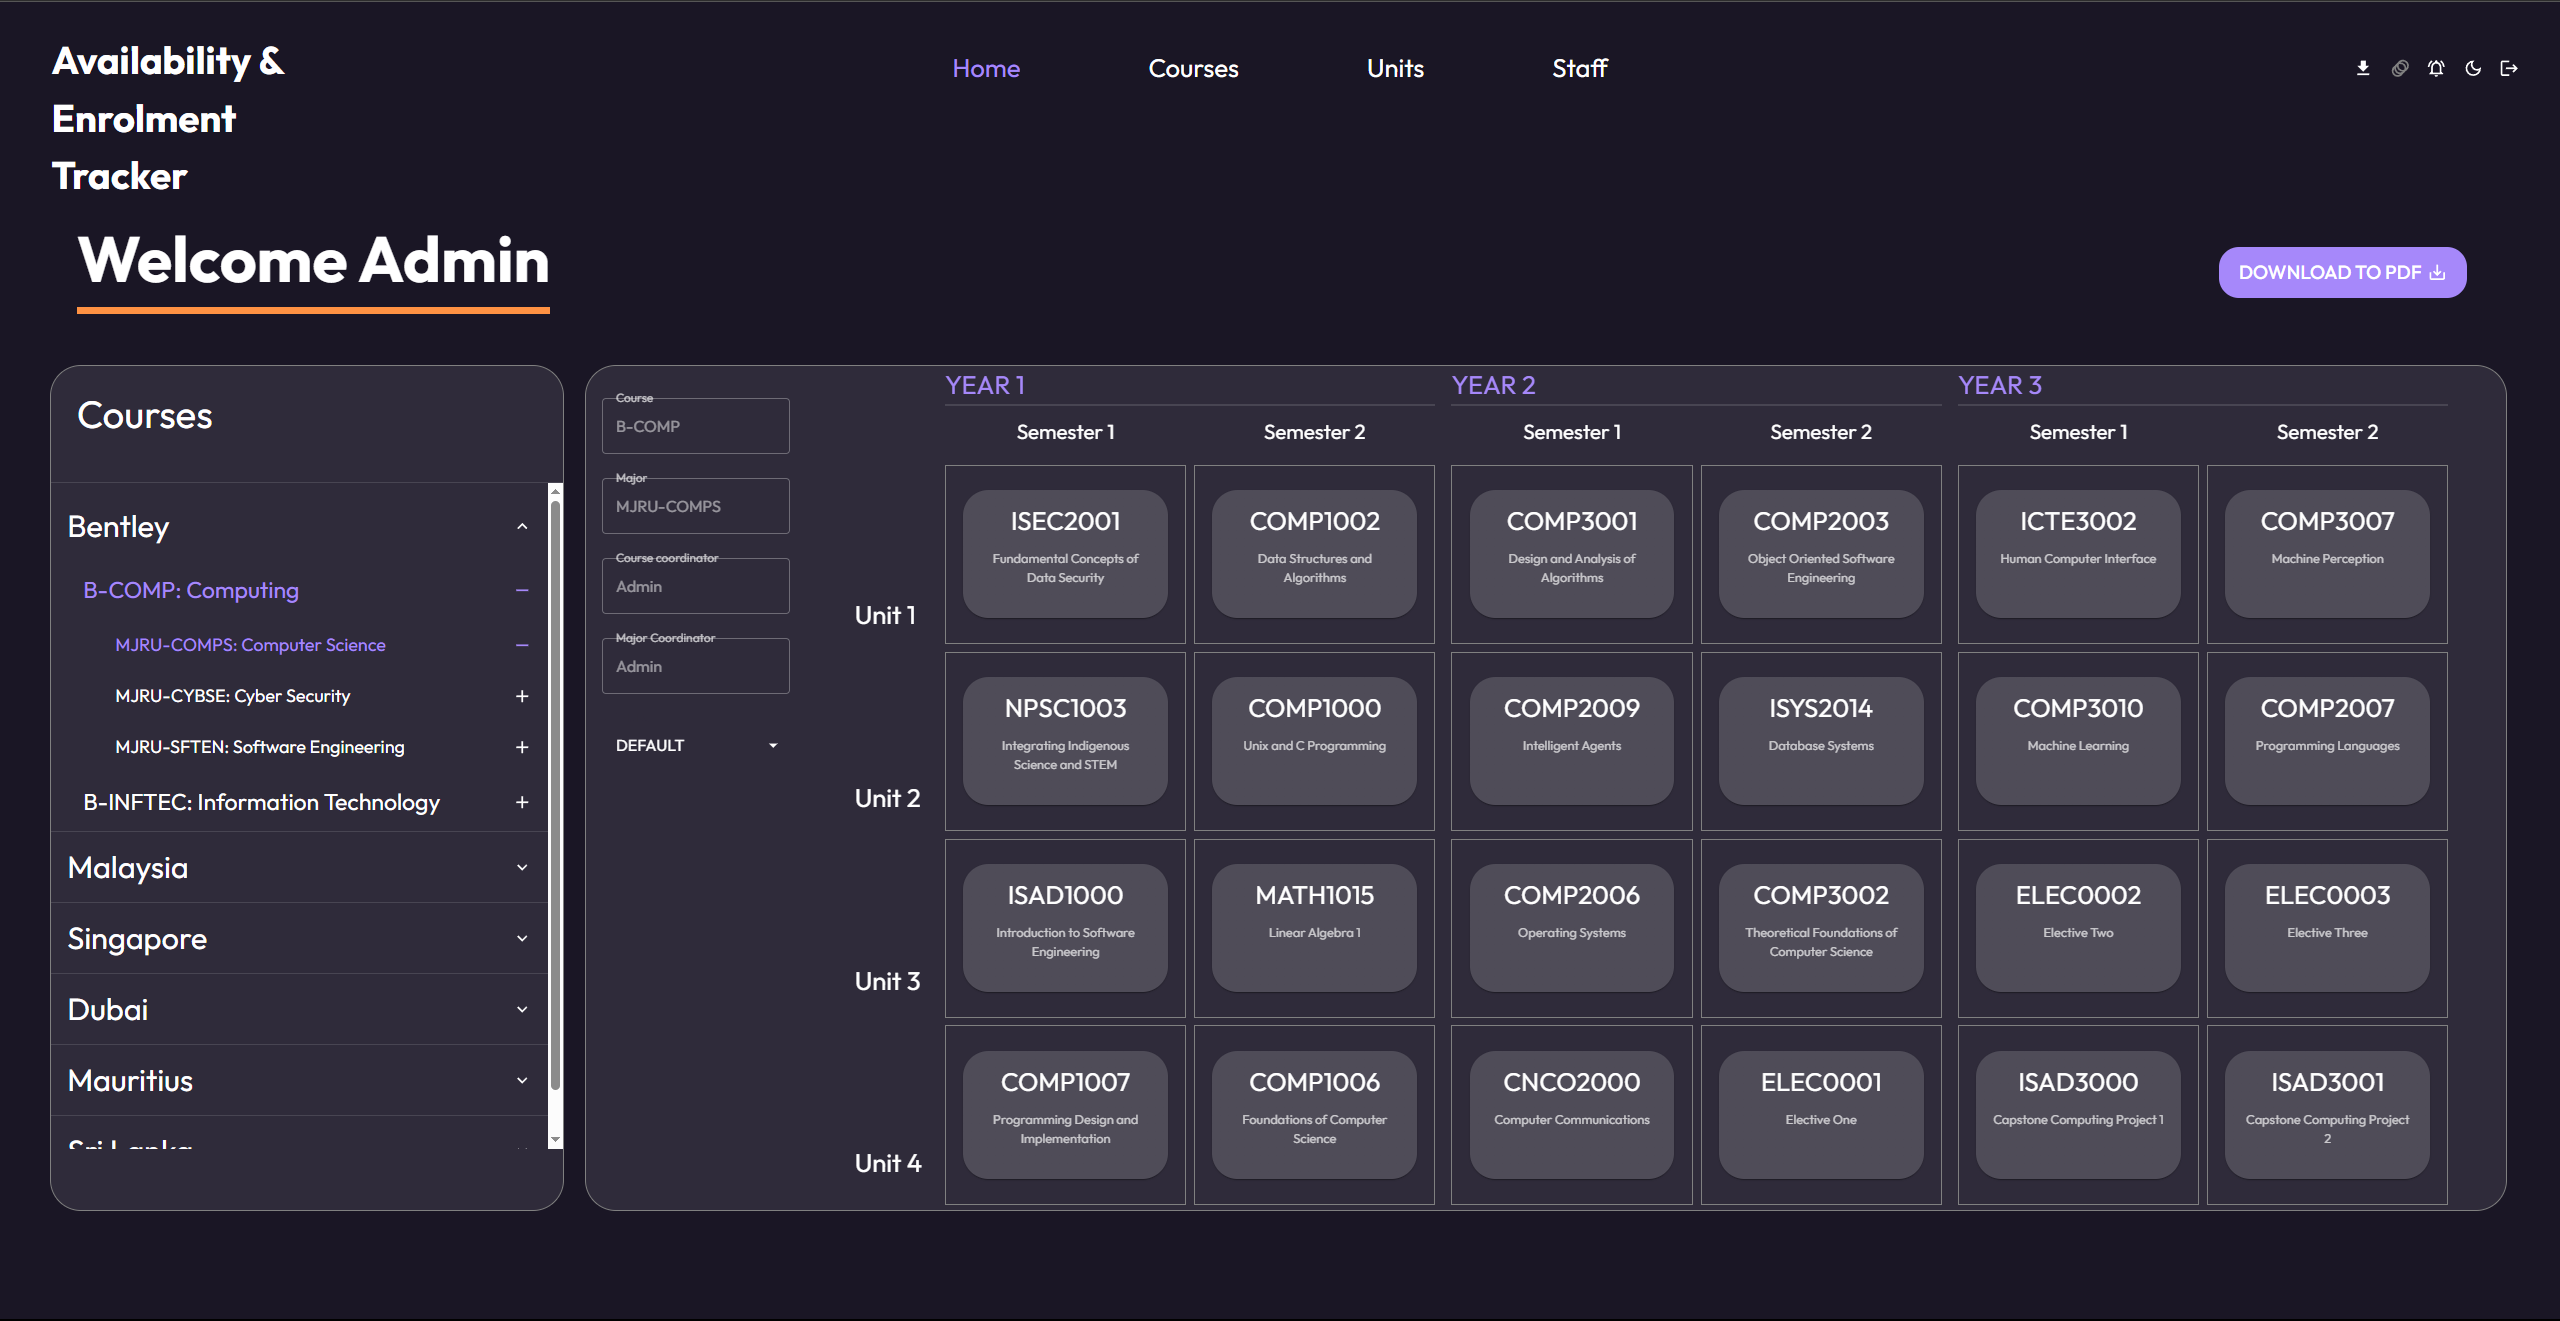 Availability &
Enrolment
Tracker
Home
Courses
Units
Staff
Welcome Admin
DOWNLOAD TO PDF
Courses
Bentley
B-COMP: Computing
MJRU-COMPS: Computer Science
MJRU-CYBSE: Cyber Security
MJRU-SFTEN: Software Engineering
B-INFTEC: Information Technology
Malaysia
Singapore
Dubai
Mauritius
Sri Lanka
Course
B-COMP
Major
MJRU-COMPS
Course coordinator
Admin
Major Coordinator
Admin
DEFAULT
YEAR 1
YEAR 2
YEAR 3
Semester 1
Semester 2
Semester 1
Semester 2
Semester 1
Semester 2
Unit 1
ISEC2001
Fundamental Concepts of
Data Security
COMP1002
Data Structures and
Algorithms
COMP3001
Design and Analysis of
Algorithms
COMP2003
Object Oriented Software
Engineering
ICTE3002
Human Computer Interface
COMP3007
Machine Perception
Unit 2
NPSC1003
Integrating Indigenous
Science and STEM
COMP1000
Unix and C Programming
COMP2009
Intelligent Agents
ISYS2014
Database Systems
COMP3010
Machine Learning
COMP2007
Programming Languages
Unit 3
ISAD1000
Introduction to Software
Engineering
MATH1015
Linear Algebra 1
COMP2006
Operating Systems
COMP3002
Theoretical Foundations of
Computer Science
ELEC0002
Elective Two
ELEC0003
Elective Three
Unit 4
COMP1007
Programming Design and
Implementation
COMP1006
Foundations of Computer
Science
CNCO2000
Computer Communications
ELEC0001
Elective One
ISAD3000
Capstone Computing Project 1
ISAD3001
Capstone Computing Project
2